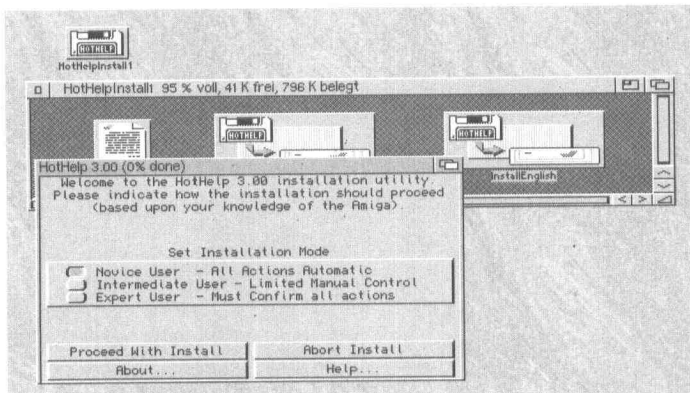 HOTHELP
HotHelpInstall1
HotHelpInstall1 95 % voll, 41 K frei, 796 K belegt
HOTHELP
HOTHELP
InstallEnglish
HotHelp 3.00 (0% done)
Welcome to the HotHelp 3.00 installation utility.
Please indicate how the installation should proceed
(based upon your knowledge of the Amiga).
Set Installation Mode
Novice User - All Actions Automatic
Intermediate User - Limited Manual Control
Expert User - Must Confirm all actions
Proceed With Install
Abort Install
About...
Help...